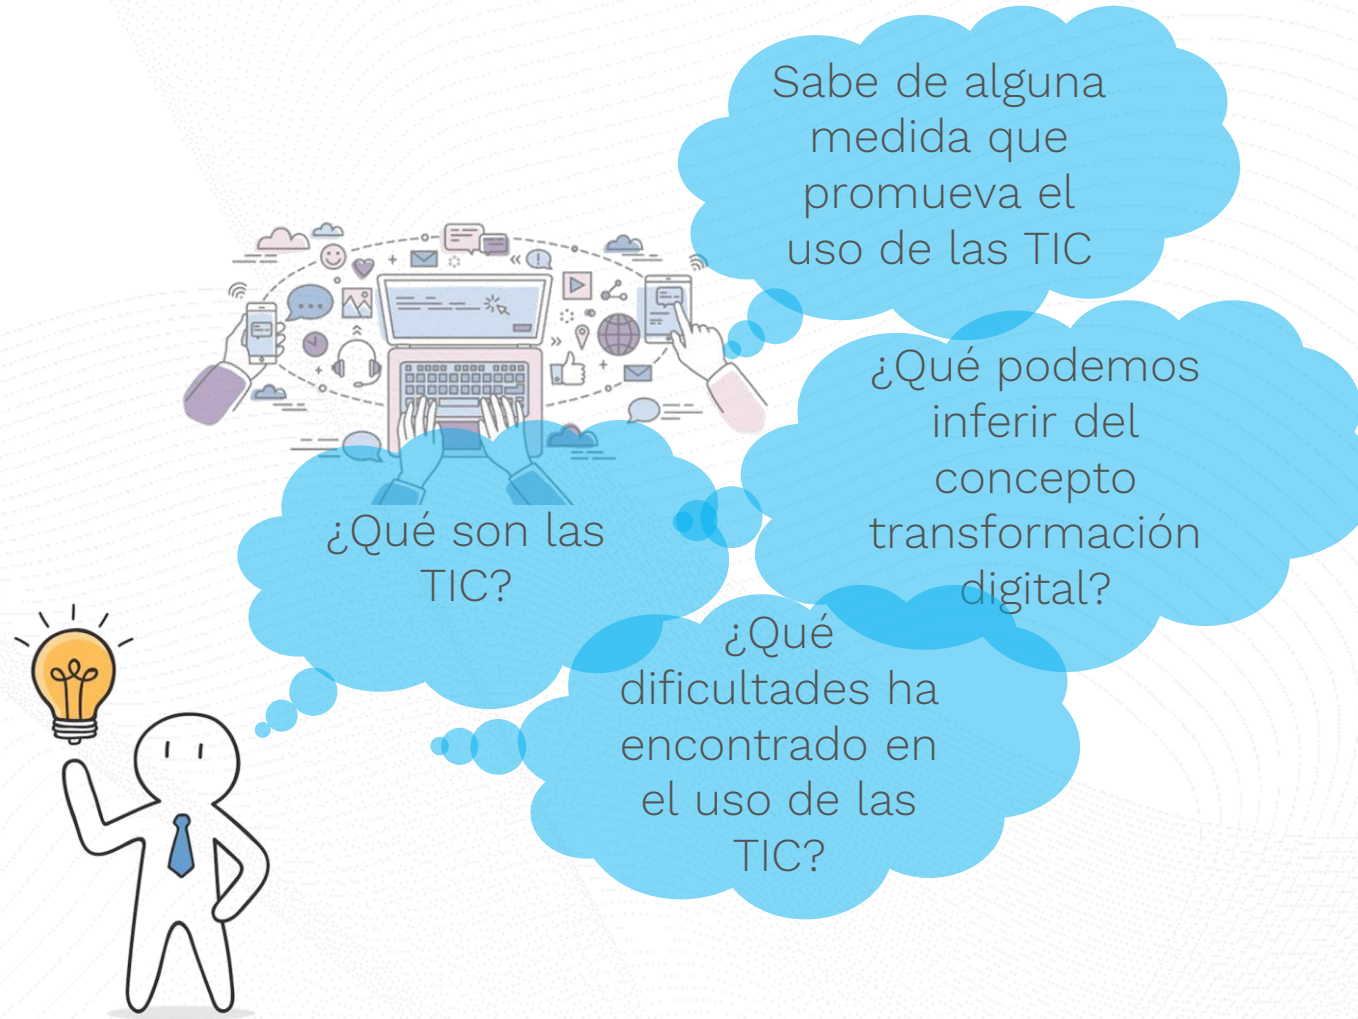 Sabe de alguna
medida que
promueva el
uso de las TIC
¿Qué podemos
inferir del
concepto
transformación
digital?
¿Qué son las
TIC?
¿Qué
dificultades ha
encontrado en
el uso de las
TIC?